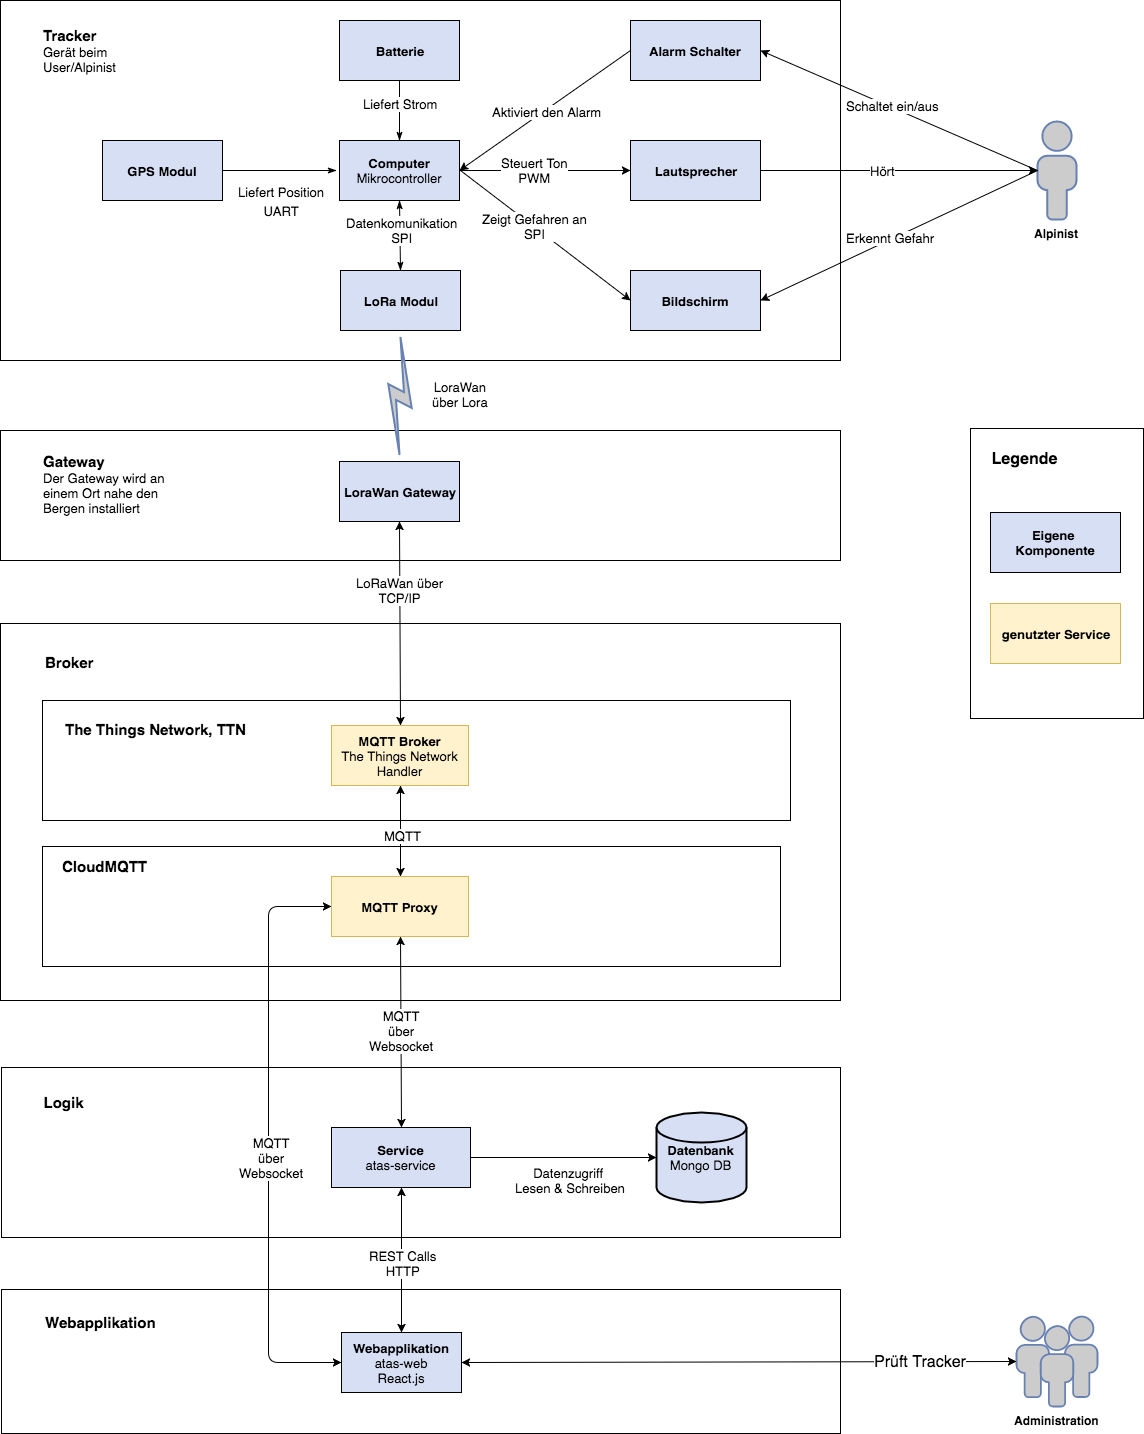 Tracker
Gerät beim
User/Alpinist
Batterie
Alarm Schalter
Liefert Strom
Aktiviert den Alarm
Schaltet ein/aus
GPS Modul
Computer
Mikrocontroller
Steuert Ton
PWM
Lautsprecher
Hört
Liefert Position
UART
Datenkomunikation
SPI
Zeigt Gefahren an
SPI
Erkennt Gefahr
Alpinist
LoRa Modul
Bildschirm
LoraWan
über Lora
Gateway
Der Gateway wird an
einem Ort nahe den
Bergen installiert
LoraWan Gateway
Legende
Eigene
Komponente
genutzter Service
LoRaWan über
TCP/IP
Broker
The Things Network, TTN
MQTT Broker
The Things Network
Handler
MQTT
CloudMQTT
MQTT Proxy
MQTT
über
Websocket
Logik
MQTT
über
Websocket
Service
atas-service
Datenzugriff
Lesen & Schreiben
Datenbank
Mongo DB
REST Calls
HTTP
Webapplikation
Webapplikation
atas-web
React.js
Prüft Tracker
Administration